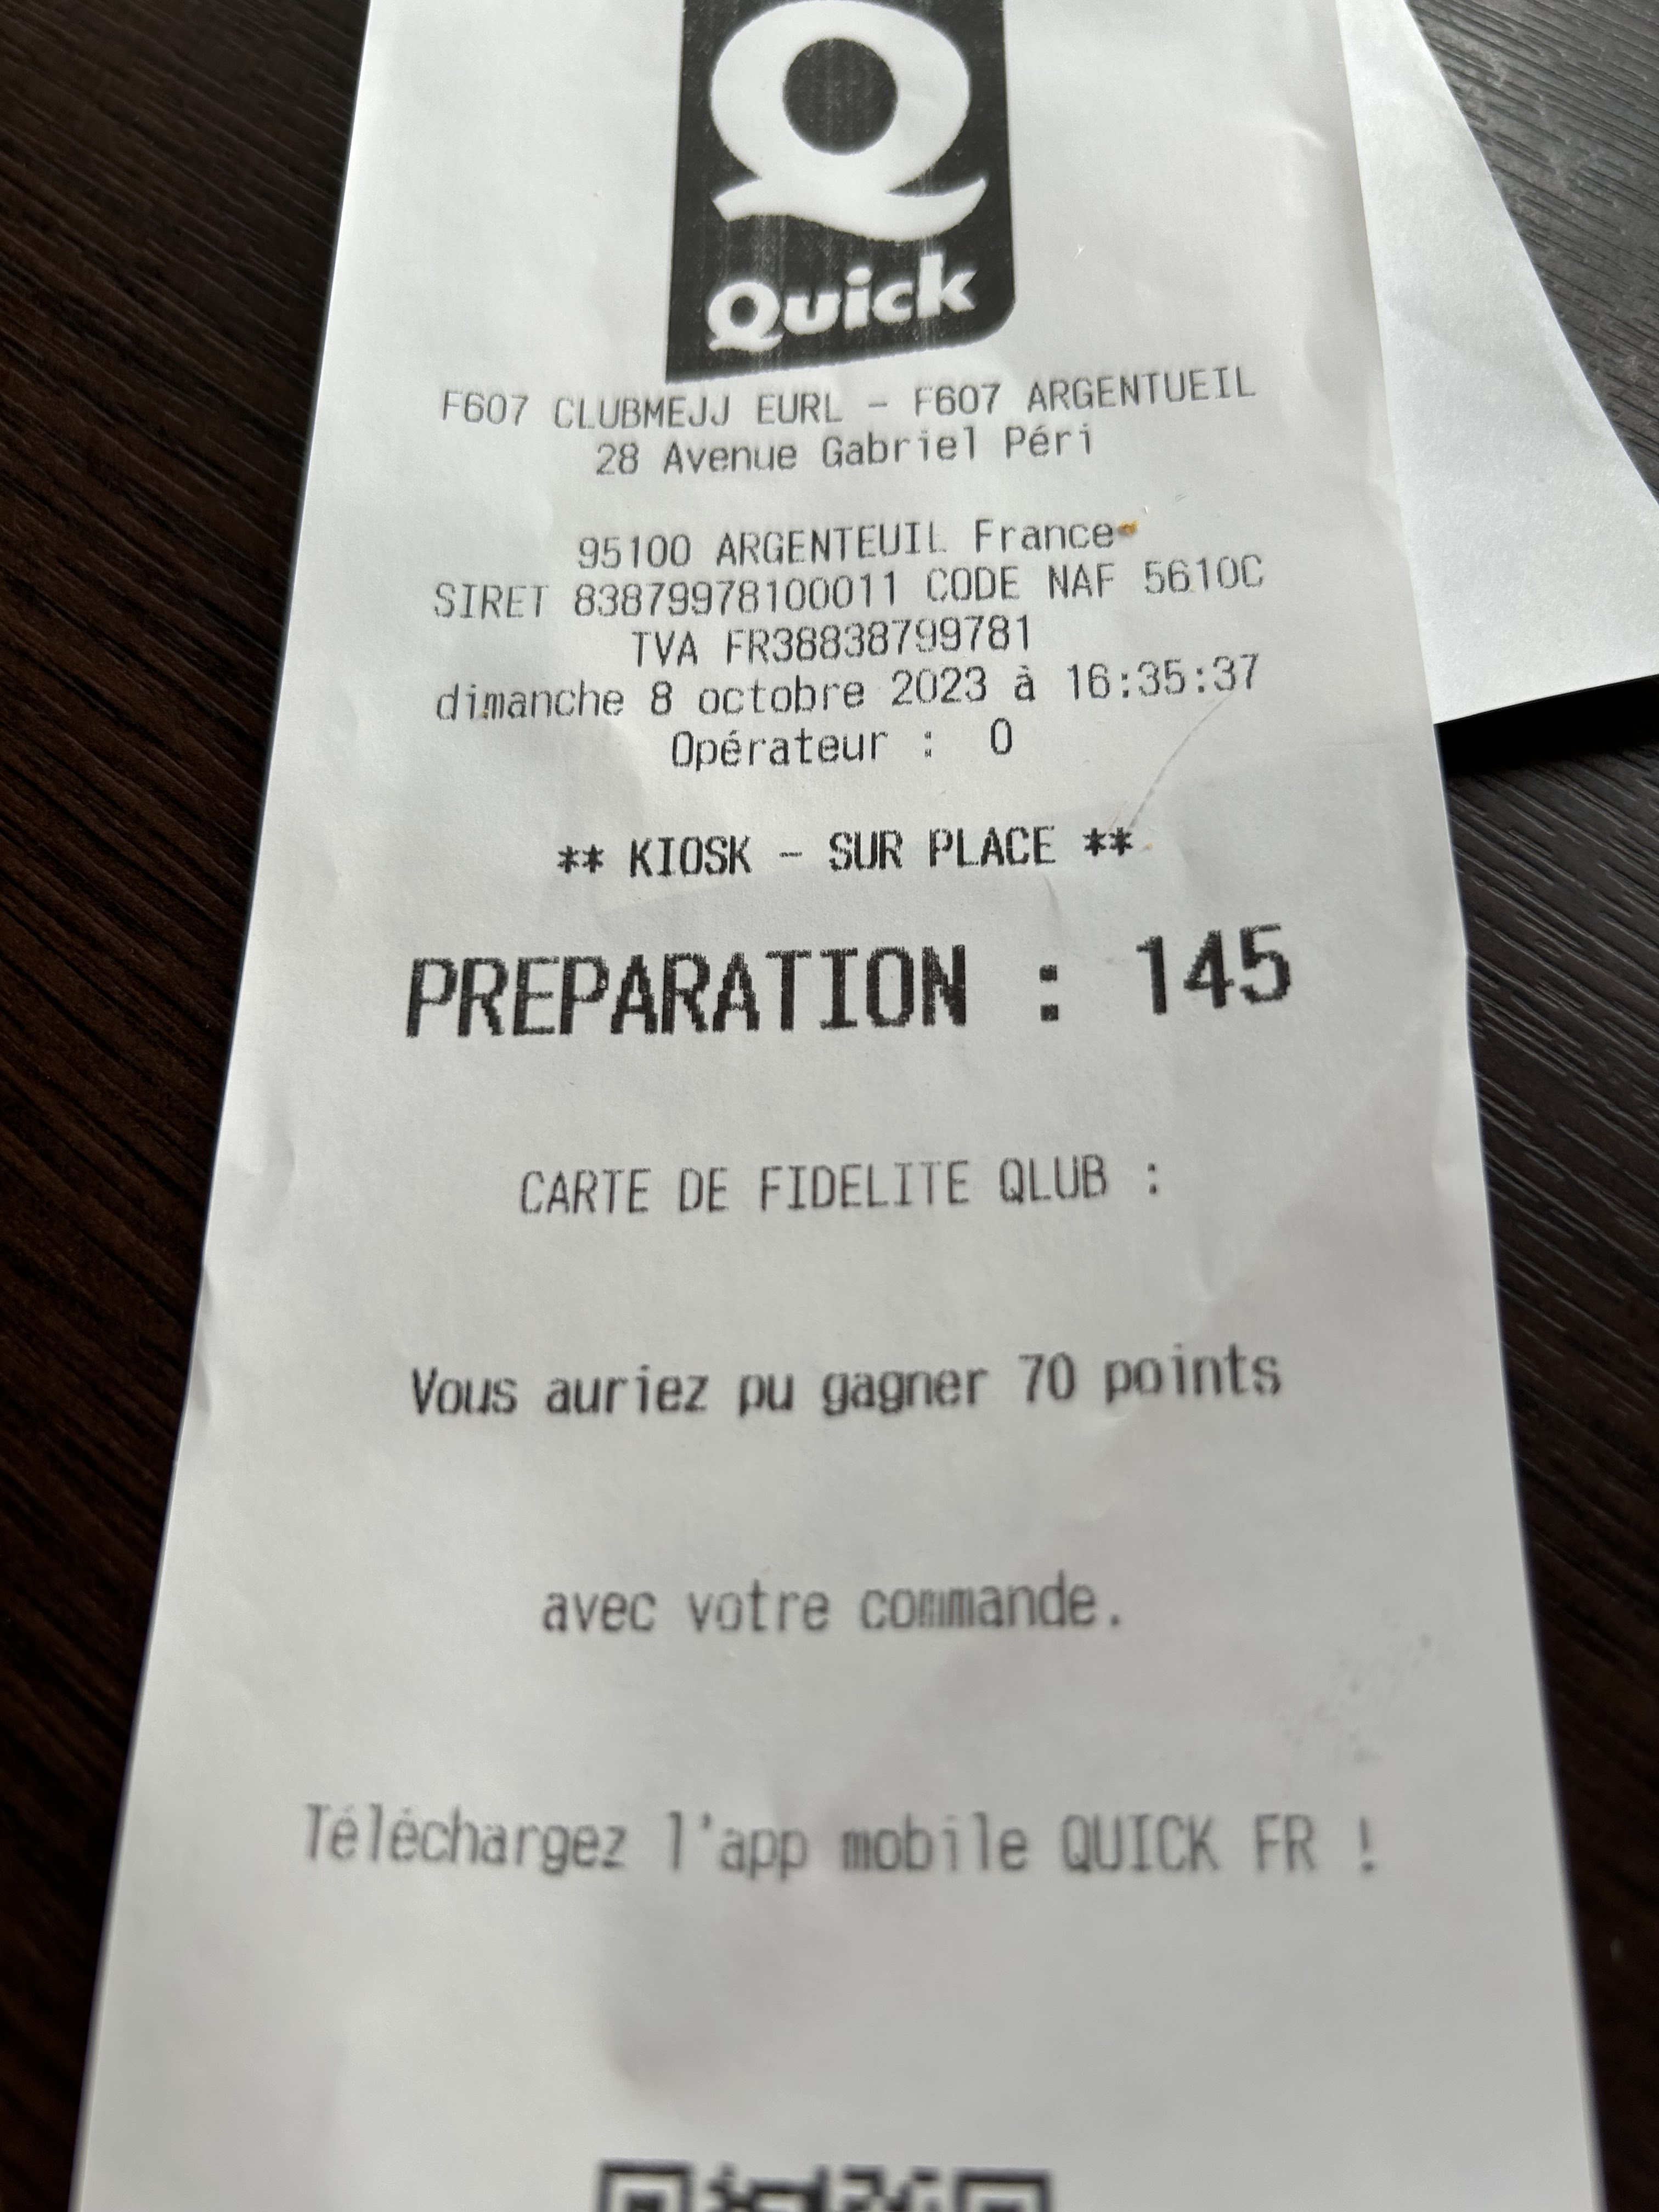 Q
Quick
F607 CLUBMEJJ EURL - F607 ARGENTUEIL
28 Avenue Gabriel Péri
95100 ARGENTEUIL France
SIRET 83879978100011 CODE NAF 5610C
TVA FR38838799781
dimanche 8 octobre 2023 à 16:35:37
Opérateur : 0
** KIOSK - SUR PLACE **
PREPARATION : 145
CARTE DE FIDELITE QLUB :
Vous auriez pu gagner 70 points
avec votre commande.
Téléchargez l'app mobile QUICK FR !